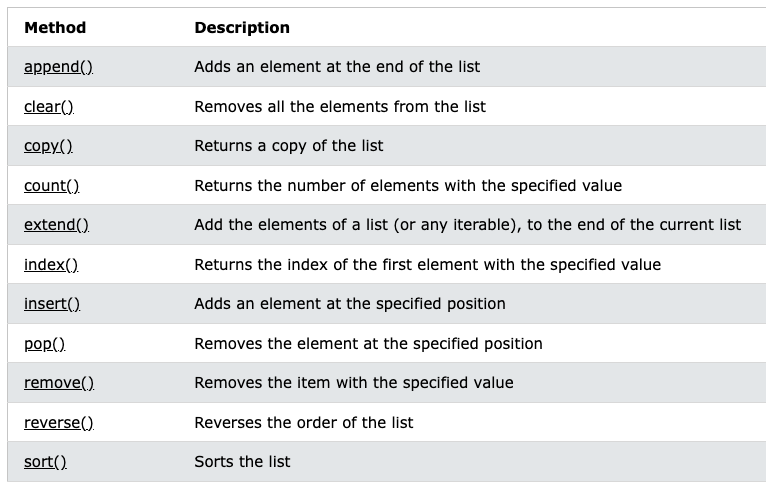 Method Description
append() Adds an element at the end of the list
clear() Removes all the elements from the list
copy() Returns a copy of the list
count() Returns the number of elements with the specified value
extend() Add the elements of a list (or any iterable), to the end of the current list
index() Returns the index of the first element with the specified value
insert() Adds an element at the specified position
pop() Removes the element at the specified position
remove() Removes the item with the specified value
reverse() Reverses the order of the list
sort() Sorts the list